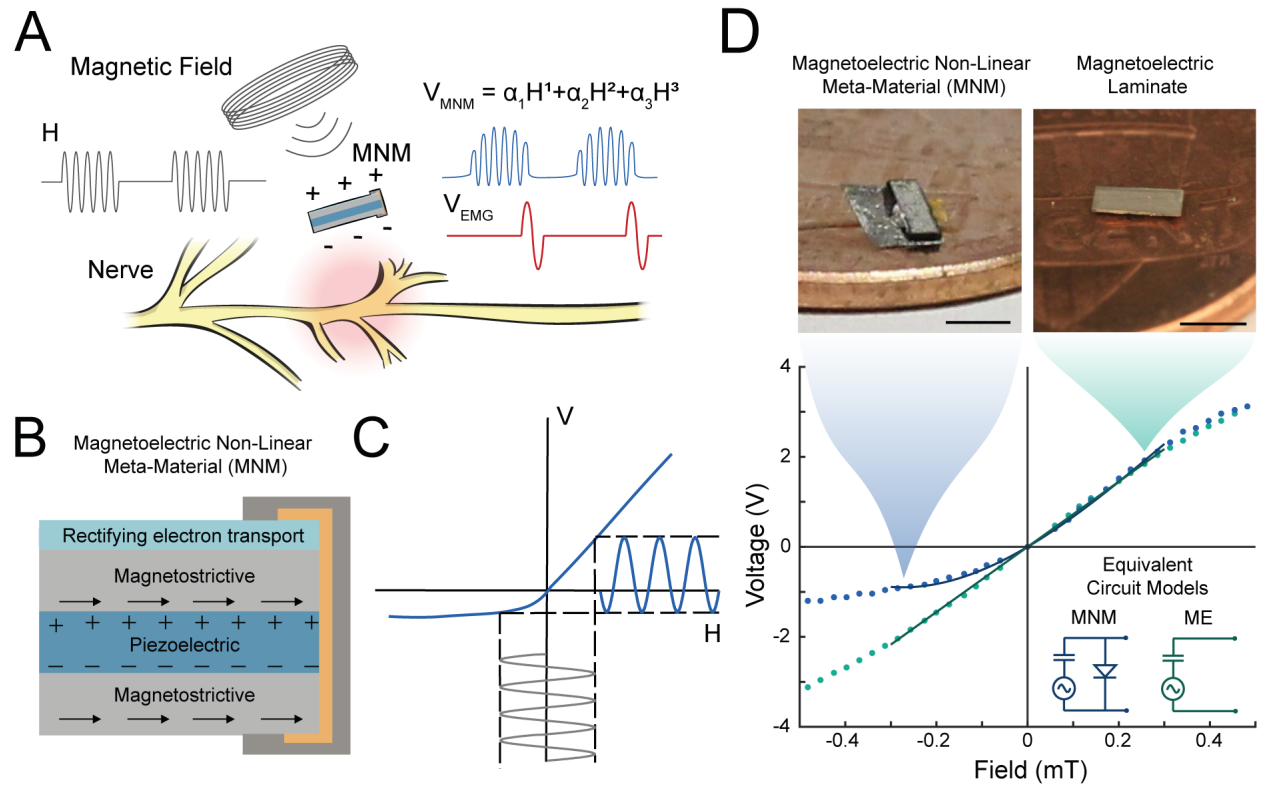 A
Magnetic Field
H
MNM
+ + +
- - -
V_MNM = α₁H¹+α₂H²+α₃H³
V_EMG
Nerve
B
Magnetoelectric Non-Linear
Meta-Material (MNM)
Rectifying electron transport
Magnetostrictive
+ + + + + + + +
Piezoelectric
− − − − − − − −
Magnetostrictive
C
V
H
D
Magnetoelectric Non-Linear
Meta-Material (MNM)
Magnetoelectric
Laminate
4
2
0
-2
-4
Voltage (V)
-0.4 -0.2 0 0.2 0.4
Field (mT)
Equivalent
Circuit Models
MNM ME